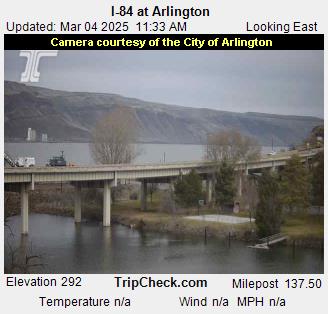 I-84 at Arlington
Updated: Mar 04 2025 11:33 AM Looking East
Camera courtesy of the City of Arlington
Elevation 292 TripCheck.com Milepost 137.50
Temperature n/a Wind n/a MPH n/a